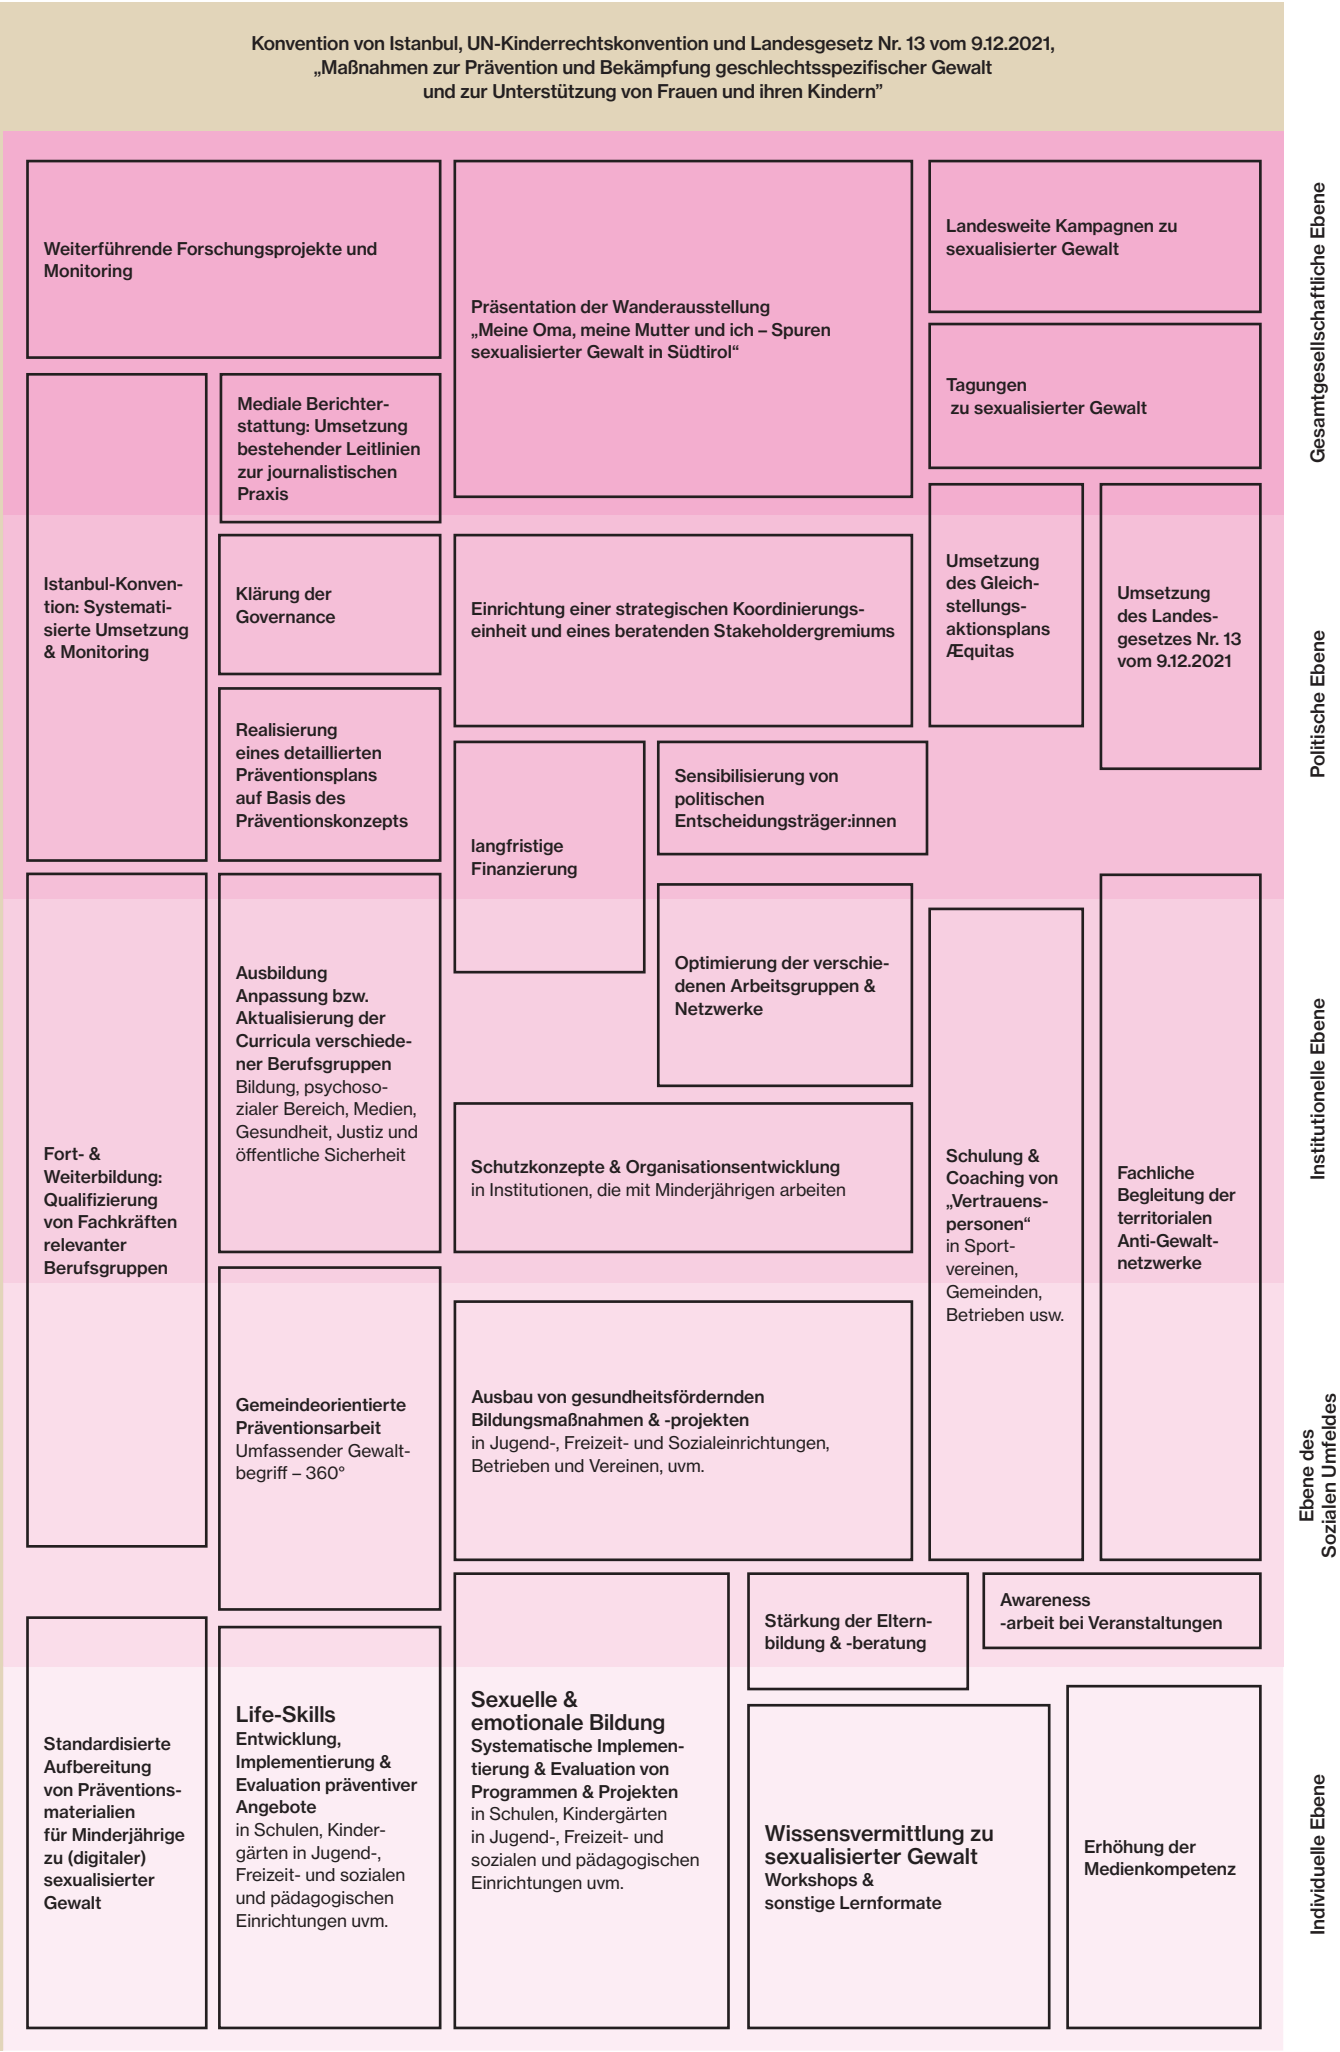 Konvention von Istanbul, UN-Kinderrechtskonvention und Landesgesetz Nr. 13 vom 9.12.2021,
„Maßnahmen zur Prävention und Bekämpfung geschlechtsspezifischer Gewalt
und zur Unterstützung von Frauen und ihren Kindern”
Gesamtgesellschaftliche Ebene
Weiterführende Forschungsprojekte und
Monitoring
Präsentation der Wanderausstellung
„Meine Oma, meine Mutter und ich – Spuren
sexualisierter Gewalt in Südtirol“
Landesweite Kampagnen zu
sexualisierter Gewalt
Tagungen
zu sexualisierter Gewalt
Mediale Berichter-
stattung: Umsetzung
bestehender Leitlinien
zur journalistischen
Praxis
Politische Ebene
Istanbul-Konven-
tion: Systemati-
sierte Umsetzung
& Monitoring
Klärung der
Governance
Einrichtung einer strategischen Koordinierungs-
einheit und eines beratenden Stakeholdergremiums
Umsetzung
des Gleich-
stellungs-
aktionsplans
ÆEquitas
Umsetzung
des Landes-
gesetzes Nr. 13
vom 9.12.2021
Realisierung
eines detaillierten
Präventionsplans
auf Basis des
Präventionskonzepts
langfristige
Finanzierung
Sensibilisierung von
politischen
Entscheidungsträger:innen
Institutionelle Ebene
Fort- &
Weiterbildung:
Qualifizierung
von Fachkräften
relevanter
Berufsgruppen
Ausbildung
Anpassung bzw.
Aktualisierung der
Curricula verschiede-
ner Berufsgruppen
Bildung, psychoso-
zialer Bereich, Medien,
Gesundheit, Justiz und
öffentliche Sicherheit
Optimierung der verschie-
denen Arbeitsgruppen &
Netzwerke
Schutzkonzepte & Organisationsentwicklung
in Institutionen, die mit Minderjährigen arbeiten
Schulung &
Coaching von
„Vertrauens-
personen“
in Sport-
vereinen,
Gemeinden,
Betrieben usw.
Fachliche
Begleitung der
territorialen
Anti-Gewalt-
netzwerke
Ebene des
Sozialen Umfeldes
Gemeindeorientierte
Präventionsarbeit
Umfassender Gewalt-
begriff – 360°
Ausbau von gesundheitsfördernden
Bildungsmaßnahmen & -projekten
in Jugend-, Freizeit- und Sozialeinrichtungen,
Betrieben und Vereinen, uvm.
Stärkung der Eltern-
bildung & -beratung
Awareness
-arbeit bei Veranstaltungen
Individuelle Ebene
Standardisierte
Aufbereitung
von Präventions-
materialien
für Minderjährige
zu (digitaler)
sexualisierter
Gewalt
Life-Skills
Entwicklung,
Implementierung &
Evaluation präventiver
Angebote
in Schulen, Kinder-
gärten in Jugend-,
Freizeit- und sozialen
und pädagogischen
Einrichtungen uvm.
Sexuelle &
emotionale Bildung
Systematische Implemen-
tierung & Evaluation von
Programmen & Projekten
in Schulen, Kindergärten
in Jugend-, Freizeit- und
sozialen und pädagogischen
Einrichtungen uvm.
Wissensvermittlung zu
sexualisierter Gewalt
Workshops &
sonstige Lernformate
Erhöhung der
Medienkompetenz